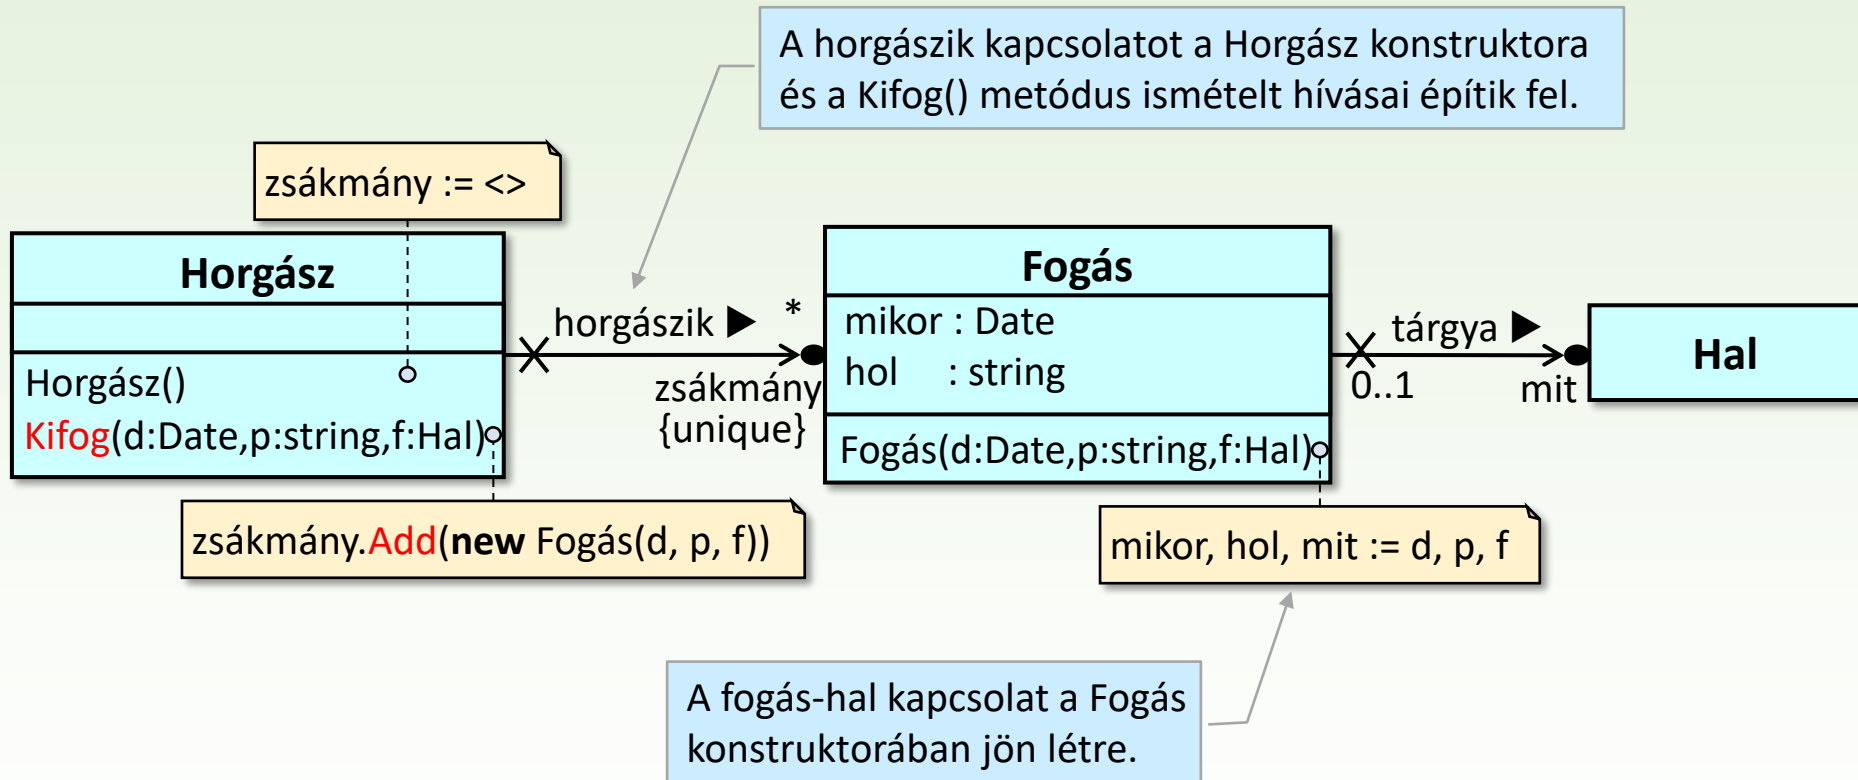 A horgászik kapcsolatot a Horgász konstruktora
és a Kifog() metódus ismételt hívásai építik fel.
zsákmány := <>
Horgász
Horgász()
Kifog(d:Date,p:string,f:Hal)
zsákmány.Add(new Fogás(d, p, f))
horgászik ▶ *
zsákmány
{unique}
Fogás
mikor : Date
hol : string
Fogás(d:Date,p:string,f:Hal)
mikor, hol, mit := d, p, f
tárgya ▶
0..1
mit
Hal
A fogás-hal kapcsolat a Fogás
konstruktorában jön létre.